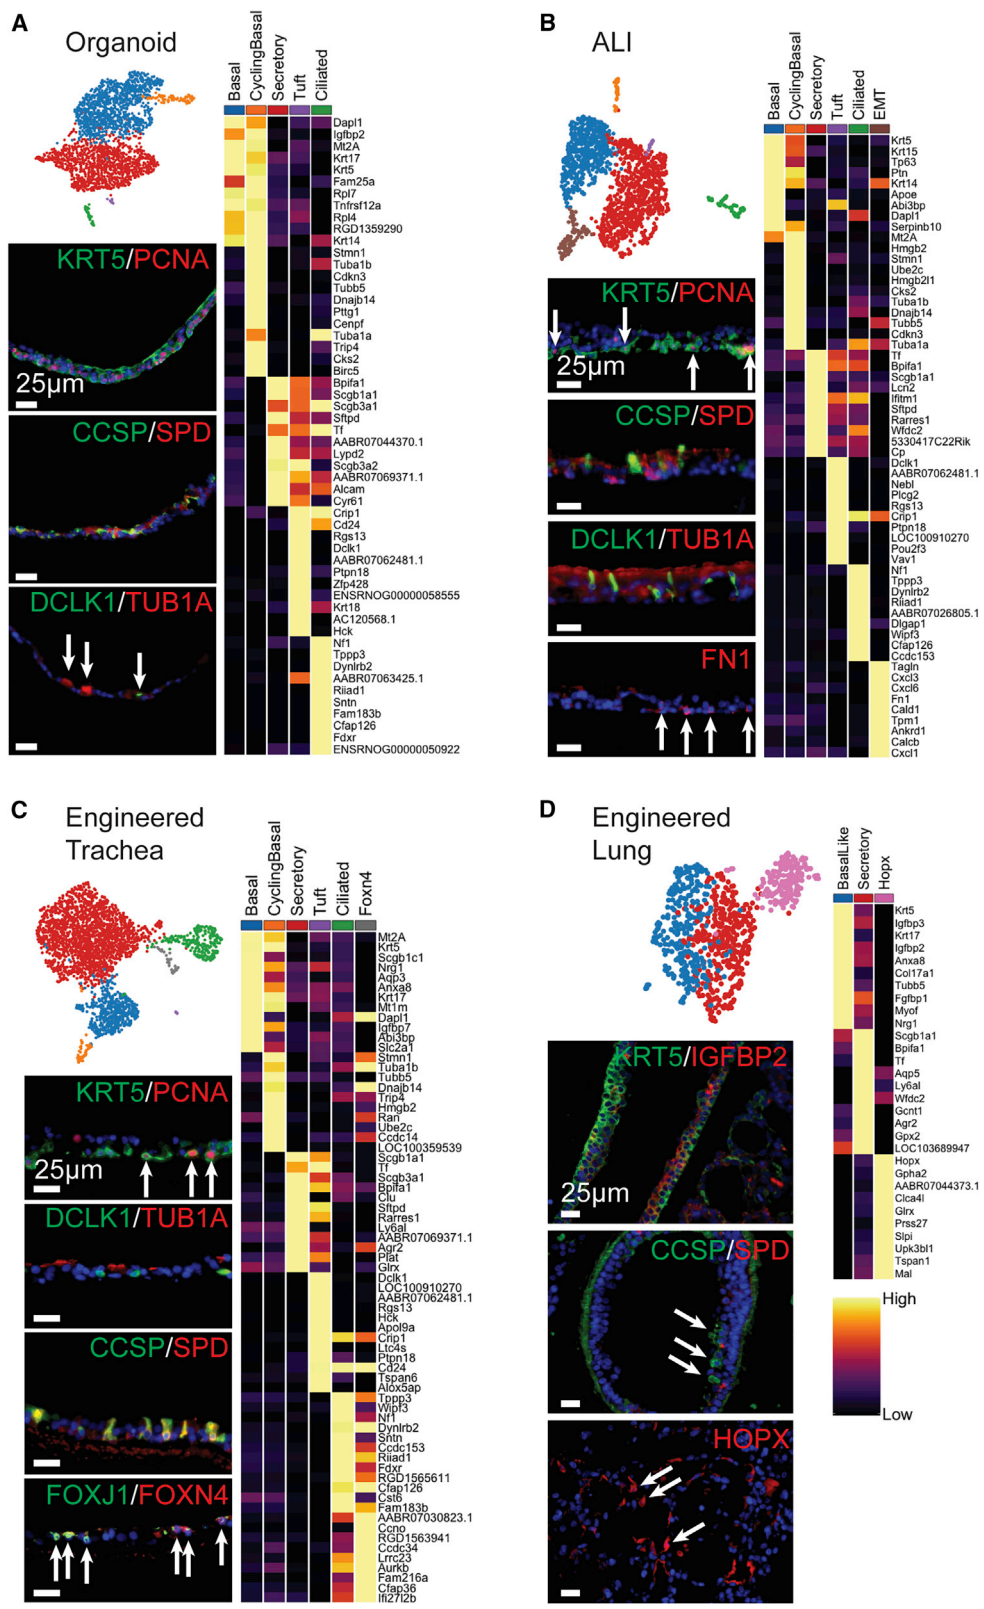 A
Organoid
Basal
CyclingBasal
Secretory
Tuft
Ciliated
Dapl1
Igfbp2
Mt2A
Krt17
Krt5
Fam25a
Rpl7
Tnfrsf12a
Rpl4
RGD1359290
Krt14
Stmn1
Tuba1b
Cdkn3
Tubb5
Dnajb14
Pttg1
Cenpf
Tuba1a
Trip4
Cks2
Birc5
Bpifa1
Scgb1a1
Scgb3a1
Sftpd
Tf
AABR07044370.1
Lypd2
Scgb3a2
AABR07069371.1
Alcam
Cyr61
Crip1
Cd24
Rgs13
Dclk1
AABR07062481.1
Ptpn18
Zfp428
ENSRNOG00000058555
Krt18
AC120568.1
Hck
Nf1
Tppp3
Dynlrb2
AABR07063425.1
Riiad1
Sntn
Fam183b
Cfap126
Fdxr
ENSRNOG00000050922
KRT5/PCNA
25µm
CCSP/SPD
DCLK1/TUB1A
B
ALI
Basal
CyclingBasal
Secretory
Tuft
Ciliated
EMT
Krt5
Krt15
Tp63
Ptn
Krt14
Apoe
Abi3bp
Dapl1
Serpinb10
Mt2A
Hmgb2
Stmn1
Ube2c
Hmgb2l1
Cks2
Tuba1b
Dnajb14
Tubb5
Cdkn3
Tuba1a
Tf
Bpifa1
Scgb1a1
Lcn2
Ifitm1
Sftpd
Rarres1
Wfdc2
5330417C22Rik
Cp
Dclk1
AABR07062481.1
Nebl
Plcg2
Rgs13
Crip1
Ptpn18
LOC100910270
Pou2f3
Vav1
Nf1
Tppp3
Dynlrb2
Riiad1
AABR07026805.1
Dlgap1
Wipf3
Cfap126
Ccdc153
Tagln
Cxcl3
Cxcl6
Fn1
Cald1
Tpm1
Ankrd1
Calcb
Cxcl1
KRT5/PCNA
25µm
CCSP/SPD
DCLK1/TUB1A
FN1
C
Engineered
Trachea
Basal
CyclingBasal
Secretory
Tuft
Ciliated
Foxn4
Mt2A
Krt5
Scgb1c1
Nrg1
Aqp3
Anxa8
Krt17
Mt1m
Dapl1
Igfbp7
Abi3bp
Slc2a1
Stmn1
Tuba1b
Tubb5
Dnajb14
Trip4
Hmgb2
Ran
Ube2c
Ccdc14
LOC100359539
Scgb1a1
Tf
Scgb3a1
Bpifa1
Clu
Sftpd
Rarres1
Ly6al
AABR07069371.1
Agr2
Plat
Glrx
Dclk1
LOC100910270
AABR07062481.1
Rgs13
Hck
Apol9a
Crip1
Ltc4s
Ptpn18
Cd24
Tspan6
Alox5ap
Tppp3
Wipf3
Nf1
Dynlrb2
Sntn
Ccdc153
Riiad1
Fdxr
RGD1565611
Cfap126
Cst6
Fam183b
AABR07030823.1
Ccno
RGD1563941
Ccdc34
Lrrc23
Aurkb
Fam216a
Cfap36
Ifi27l2b
KRT5/PCNA
25µm
DCLK1/TUB1A
CCSP/SPD
FOXJ1/FOXN4
D
Engineered
Lung
BasalLike
Secretory
Hopx
Krt5
Igfbp3
Krt17
Igfbp2
Anxa8
Col17a1
Tubb5
Fgfbp1
Myof
Nrg1
Scgb1a1
Bpifa1
Tf
Aqp5
Ly6al
Wfdc2
Gcnt1
Agr2
Gpx2
LOC103689947
Hopx
Gpha2
AABR07044373.1
Clca4l
Glrx
Prss27
Slpi
Upk3bl1
Tspan1
Mal
High
Low
KRT5/IGFBP2
25µm
CCSP/SPD
HOPX